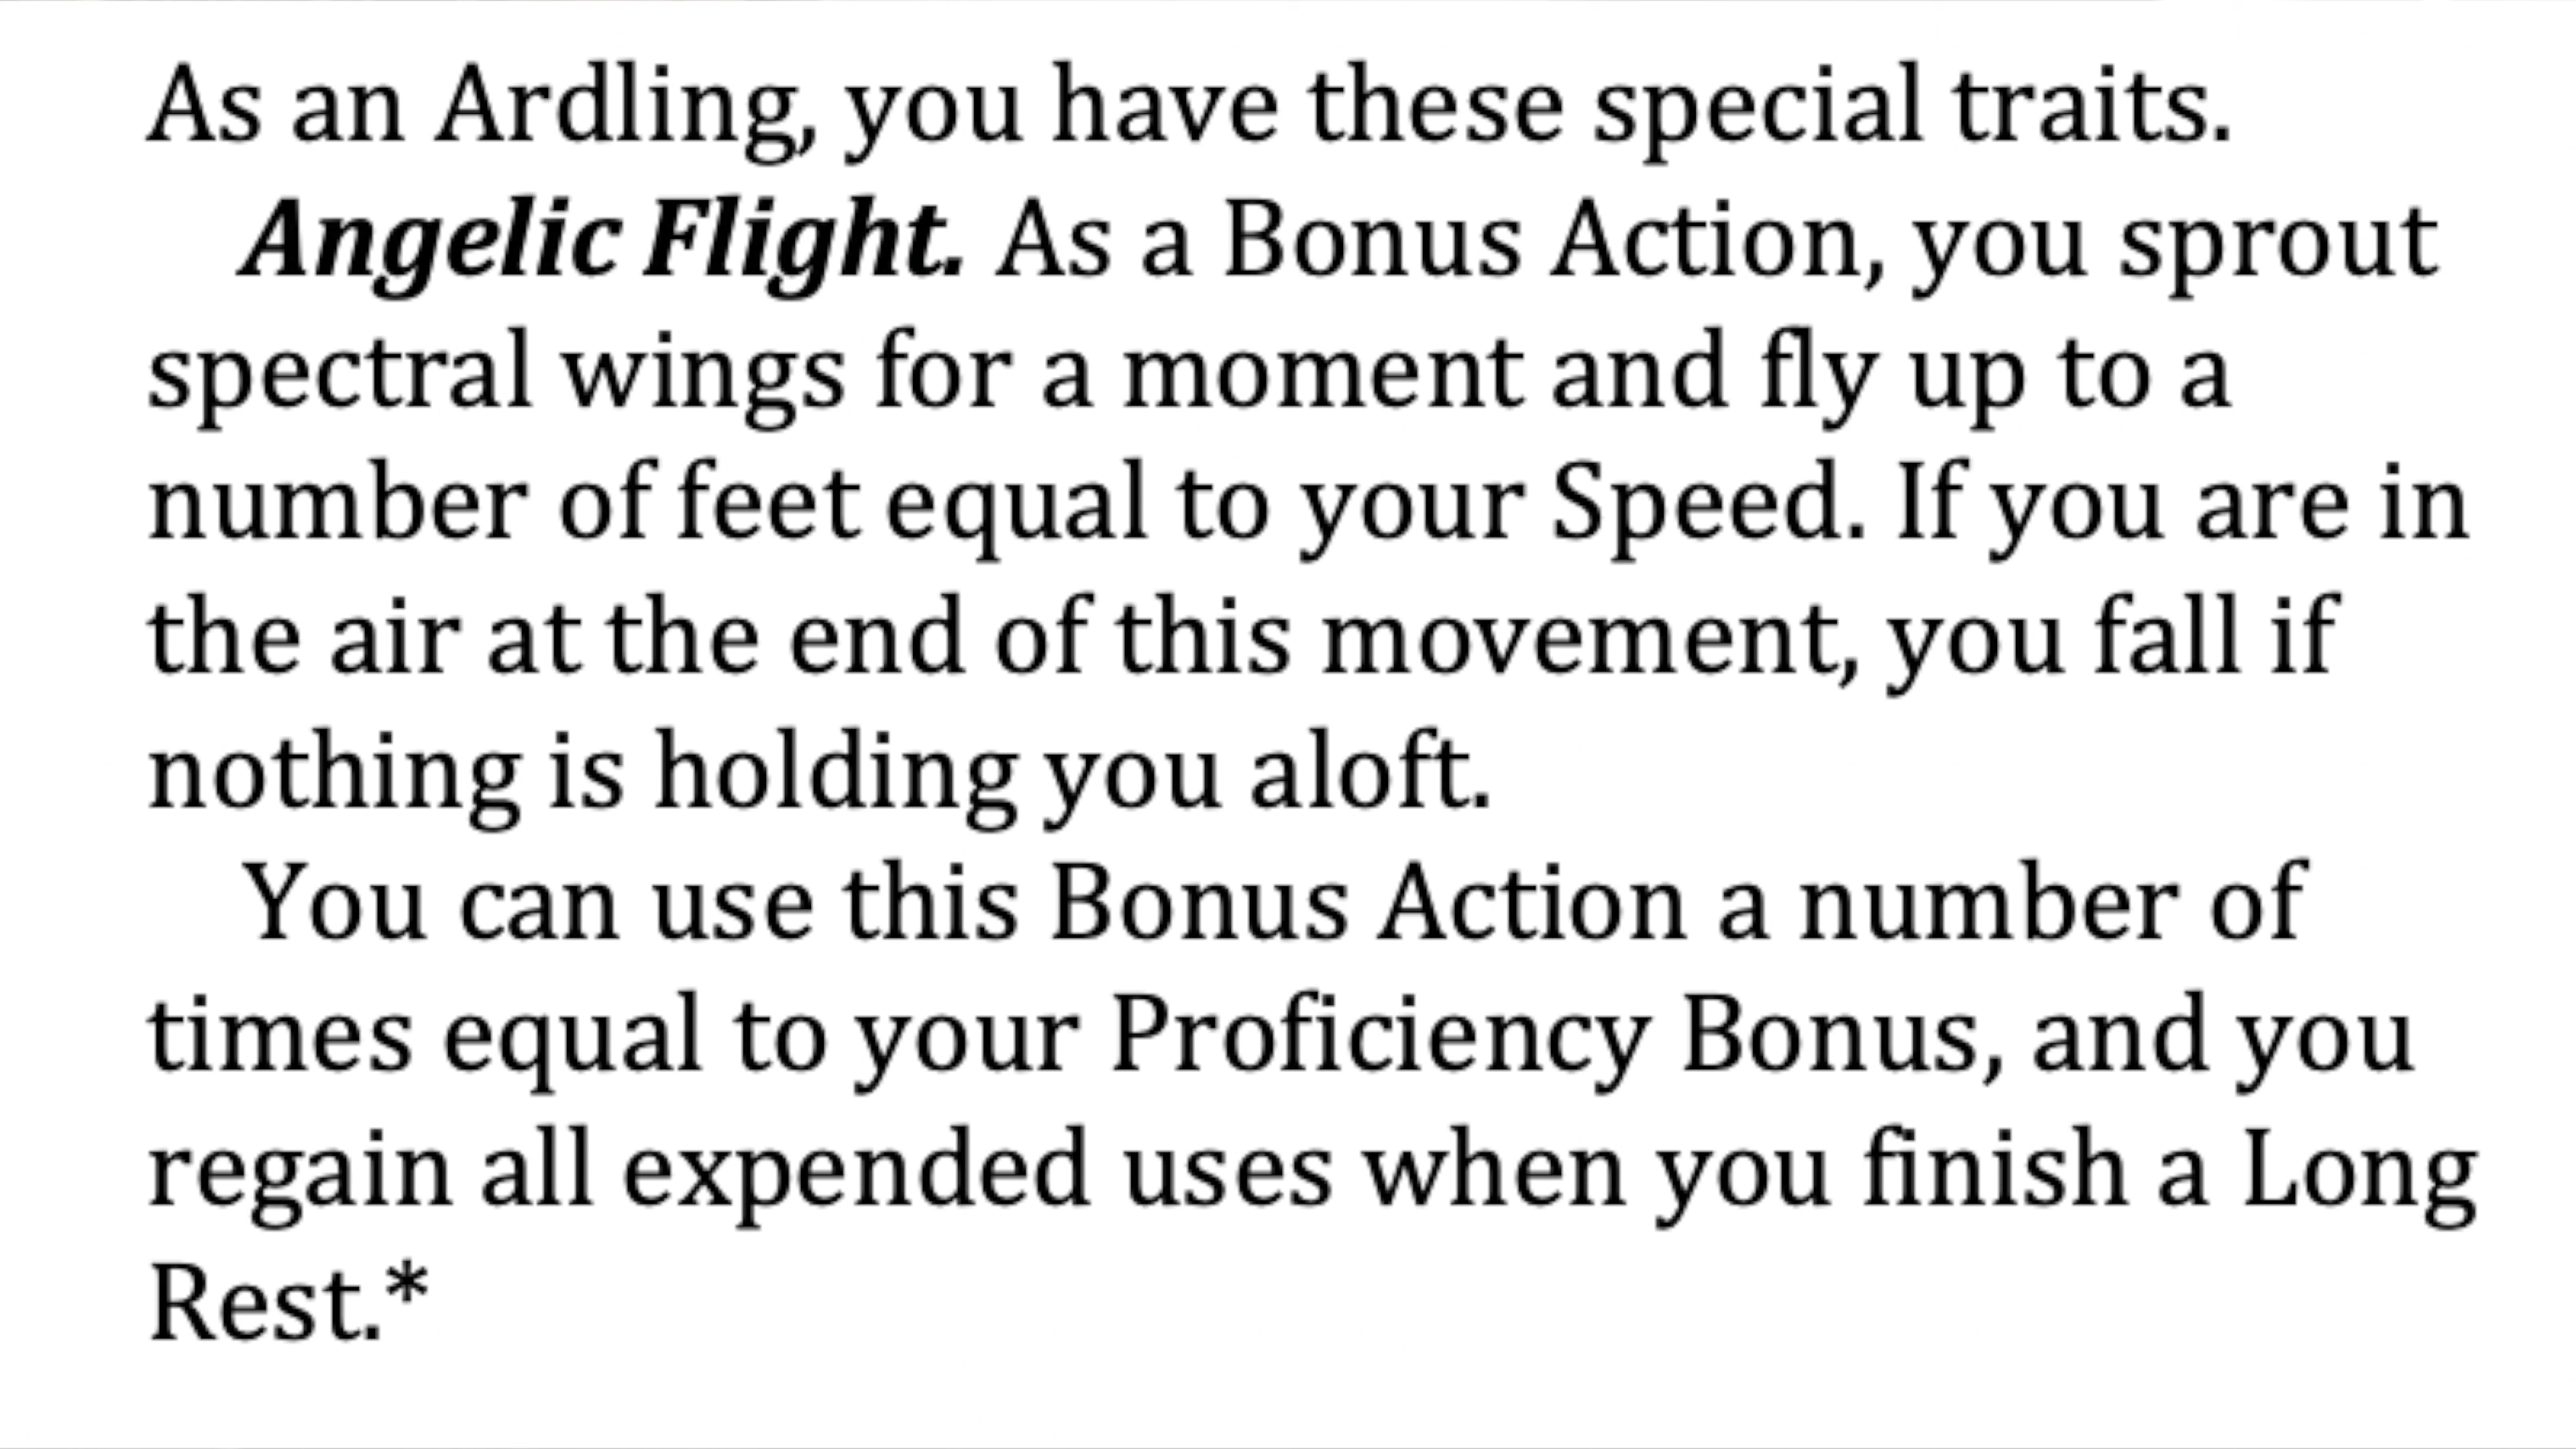 As an Ardling, you have these special traits.
Angelic Flight. As a Bonus Action, you sprout
spectral wings for a moment and fly up to a
number of feet equal to your Speed. If you are in
the air at the end of this movement, you fall if
nothing is holding you aloft.
You can use this Bonus Action a number of
times equal to your Proficiency Bonus, and you
regain all expended uses when you finish a Long
Rest.*